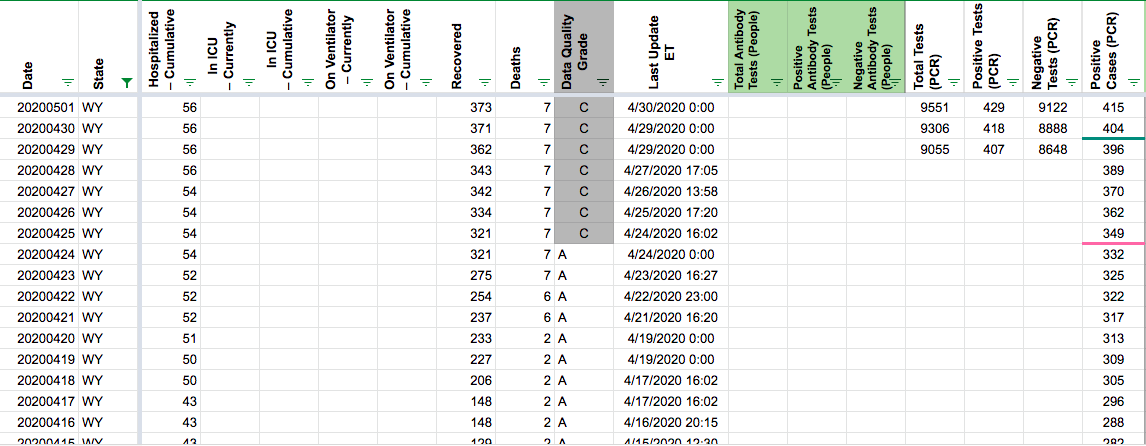 Date State Hospitalized – Cumulative In ICU – Currently In ICU – Cumulative On Ventilator – Currently On Ventilator – Cumulative Recovered Deaths Data Quality Grade Last Update ET Total Antibody Tests (People) Positive Antibody Tests (People) Negative Antibody Tests (People) Total Tests (PCR) Positive Tests (PCR) Negative Tests (PCR) Positive Cases (PCR)
20200501 WY 56 373 7 C 4/30/2020 0:00 9551 429 9122 415
20200430 WY 56 371 7 C 4/29/2020 0:00 9306 418 8888 404
20200429 WY 56 362 7 C 4/29/2020 0:00 9055 407 8648 396
20200428 WY 56 343 7 C 4/27/2020 17:05 389
20200427 WY 54 342 7 C 4/26/2020 13:58 370
20200426 WY 54 334 7 C 4/25/2020 17:20 362
20200425 WY 54 321 7 C 4/24/2020 16:02 349
20200424 WY 54 321 7 A 4/24/2020 0:00 332
20200423 WY 52 275 7 A 4/23/2020 16:27 325
20200422 WY 52 254 6 A 4/22/2020 23:00 322
20200421 WY 52 237 6 A 4/21/2020 16:20 317
20200420 WY 51 233 2 A 4/19/2020 0:00 313
20200419 WY 50 227 2 A 4/19/2020 0:00 309
20200418 WY 50 206 2 A 4/17/2020 16:02 305
20200417 WY 43 148 2 A 4/17/2020 16:02 296
20200416 WY 43 148 2 A 4/16/2020 20:15 288
20200415 WY 43 129 2 A 4/15/2020 12:30 282